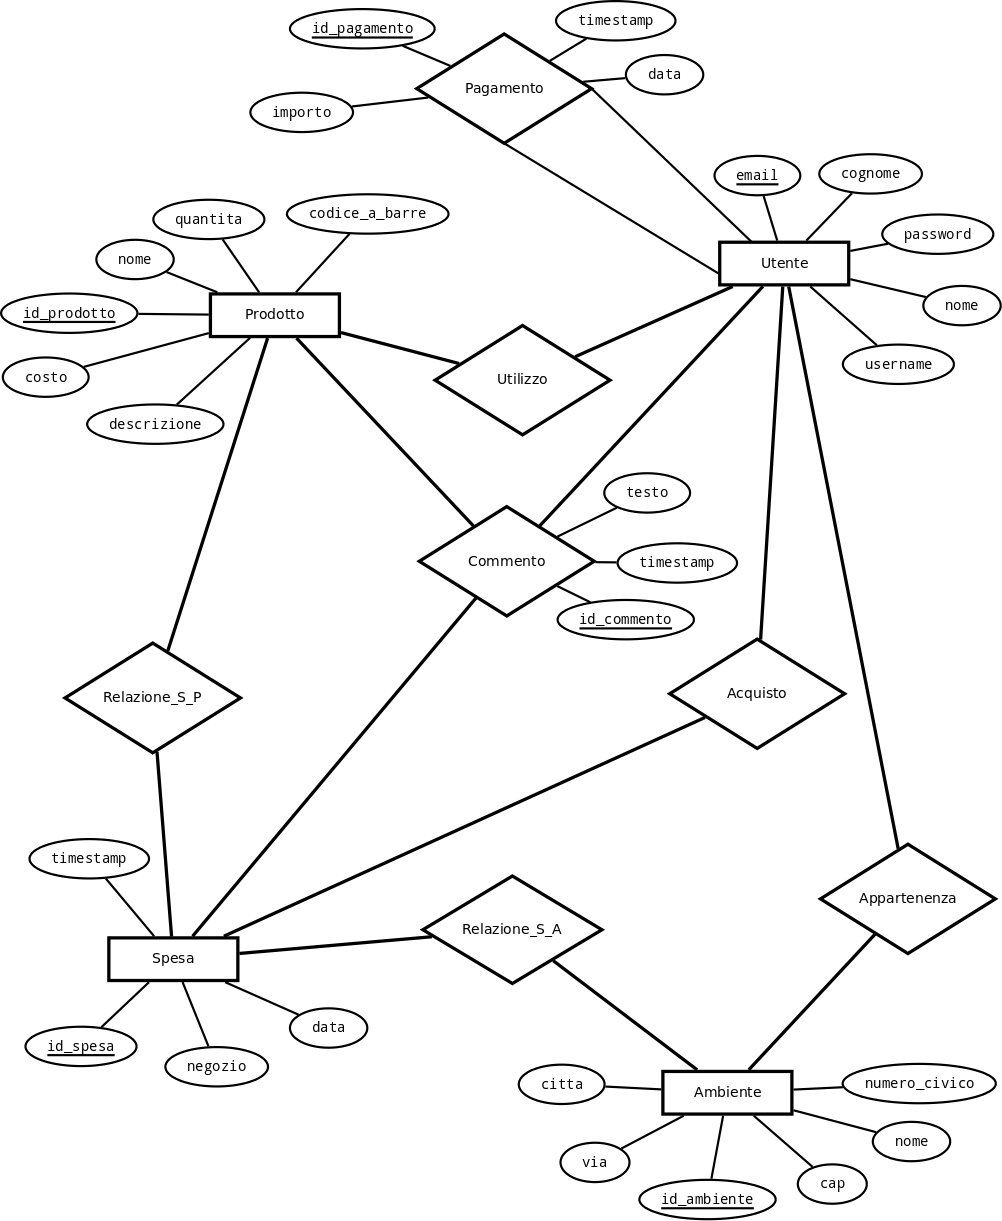 timestamp
id_pagamento
data
Pagamento
importo
cognome
email
codice_a_barre
quantita
password
nome
Utente
nome
id_prodotto
Prodotto
username
costo
Utilizzo
descrizione
testo
Commento
timestamp
id_commento
Acquisto
Relazione_S_P
timestamp
Appartenenza
Relazione_S_A
Spesa
data
id_spesa
negozio
citta
numero_civico
Ambiente
nome
via
cap
id_ambiente